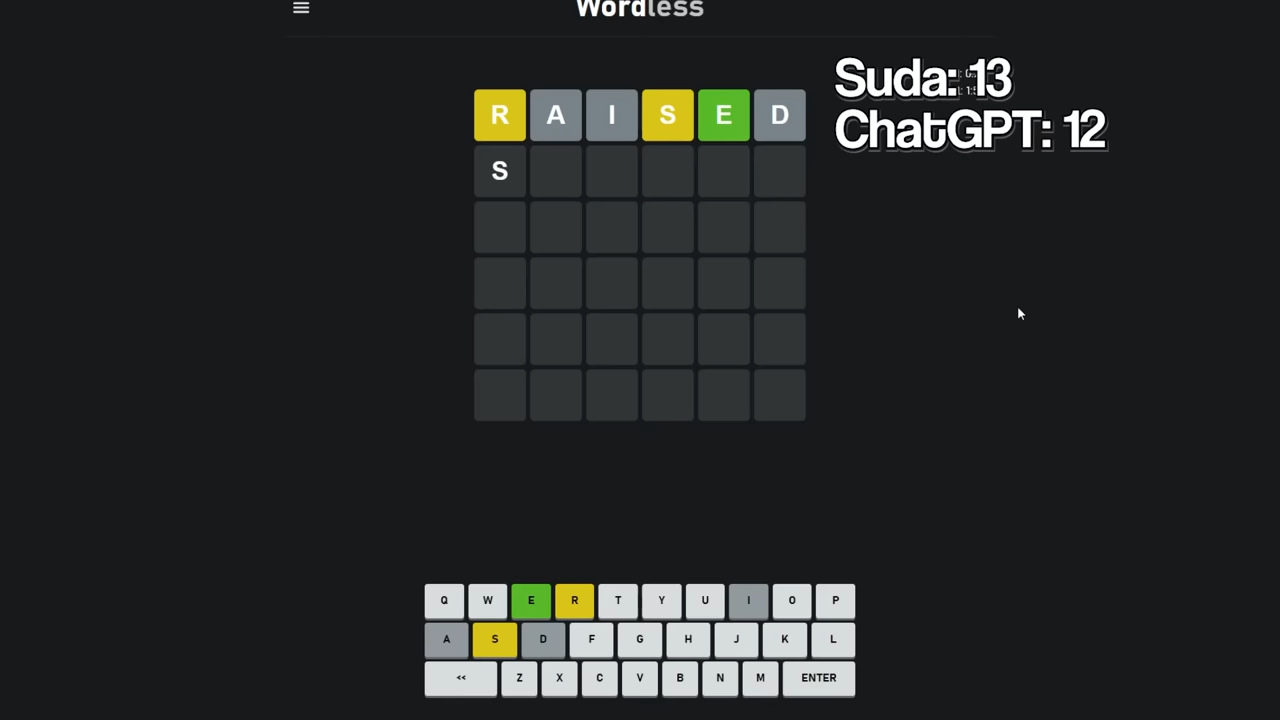 Wordless
Suda: 13
ChatGPT: 12
R A I S E D
S
Q W E R T Y U I O P
A S D F G H J K L
<< Z X C V B N M ENTER